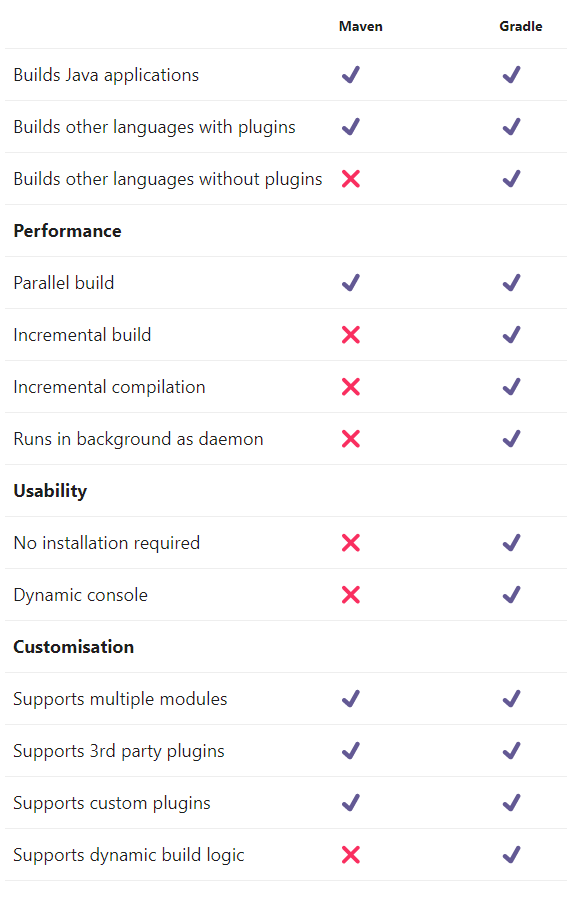 Maven Gradle
Builds Java applications ✔ ✔
Builds other languages with plugins ✔ ✔
Builds other languages without plugins ✖ ✔
Performance
Parallel build ✔ ✔
Incremental build ✖ ✔
Incremental compilation ✖ ✔
Runs in background as daemon ✖ ✔
Usability
No installation required ✖ ✔
Dynamic console ✖ ✔
Customisation
Supports multiple modules ✔ ✔
Supports 3rd party plugins ✔ ✔
Supports custom plugins ✔ ✔
Supports dynamic build logic ✖ ✔